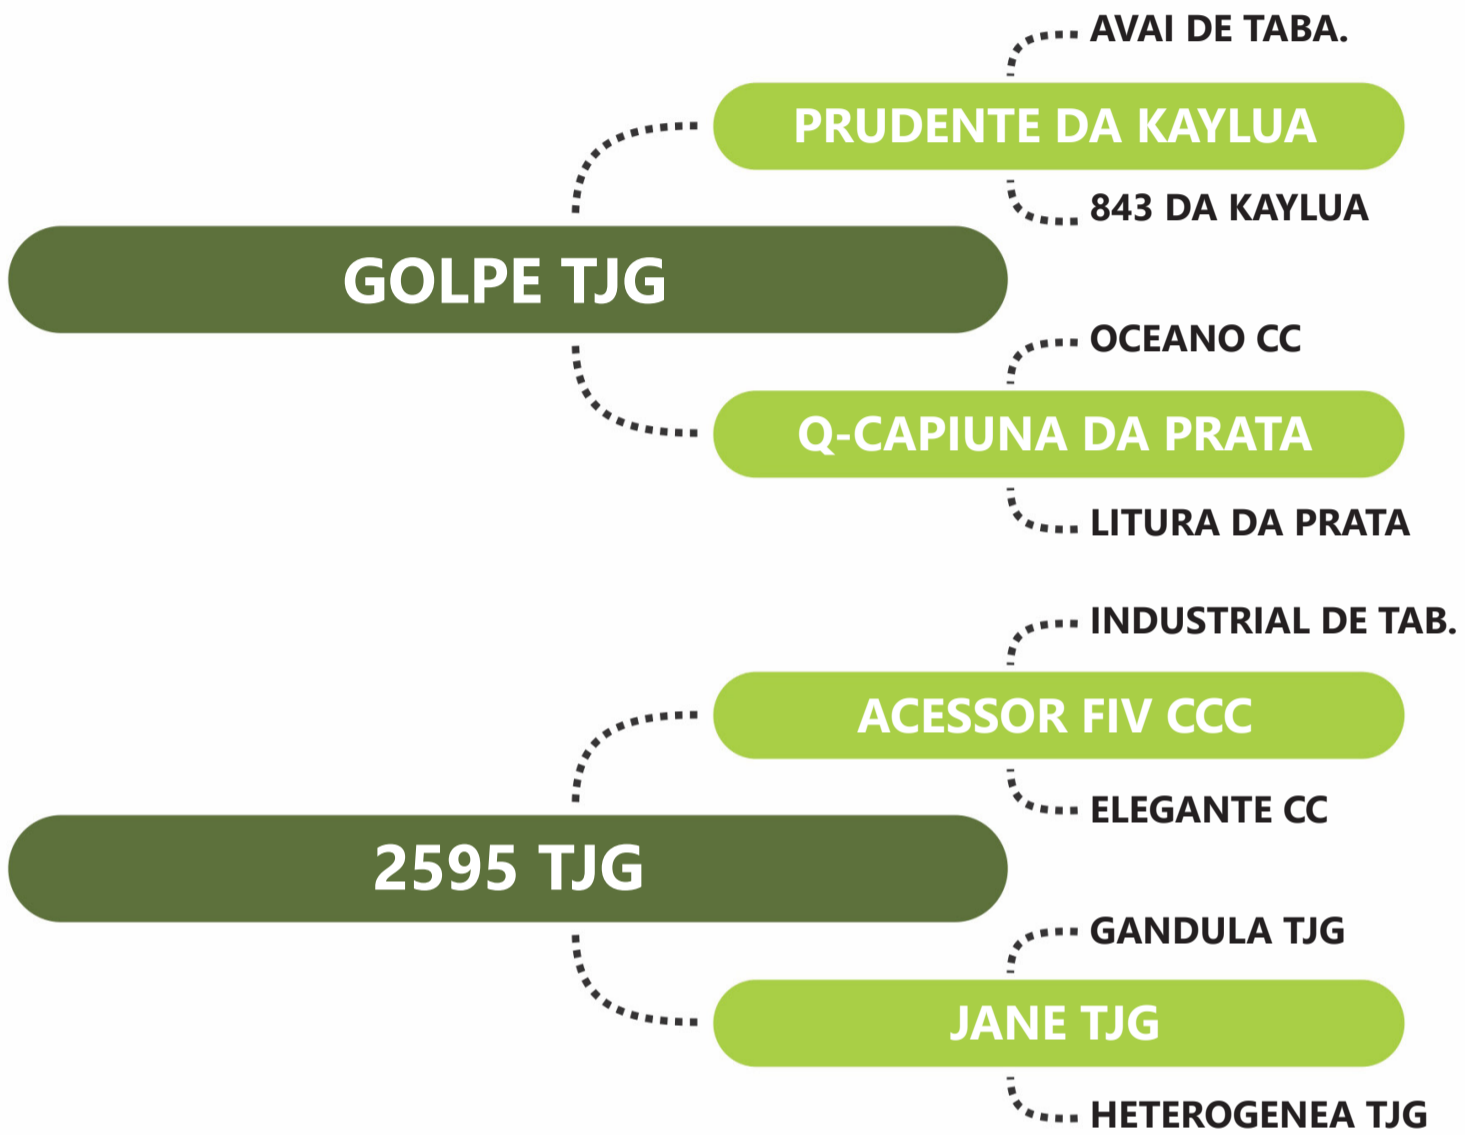 AVAI DE TABA.
PRUDENTE DA KAYLUA
843 DA KAYLUA
GOLPE TJG
OCEANO CC
Q-CAPIUNA DA PRATA
LITURA DA PRATA
INDUSTRIAL DE TAB.
ACESSOR FIV CCC
ELEGANTE CC
2595 TJG
GANDULA TJG
JANE TJG
HETEROGENEA TJG